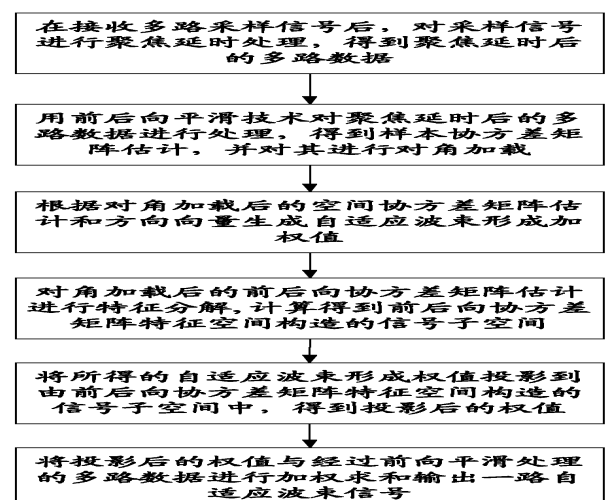 在接收多路采样信号后，对采样信号
进行聚焦延时处理，得到聚焦延时后
的多路数据
用前后向平滑技术对聚焦延时后的多
路数据进行处理，得到样本协方差矩
阵估计，并对其进行对角加载
根据对角加载后的空间协方差矩阵估
计和方向向量生成自适应波束形成加
权值
对角加载后的前后向协方差矩阵估计
进行特征分解,计算得到前后向协方差
矩阵特征空间构造的信号子空间
将所得的自适应波束形成权值投影到
由前后向协方差矩阵特征空间构造的
信号子空间中，得到投影后的权值
将投影后的权值与经过前向平滑处理
的多路数据进行加权求和输出一路自
适应波束信号